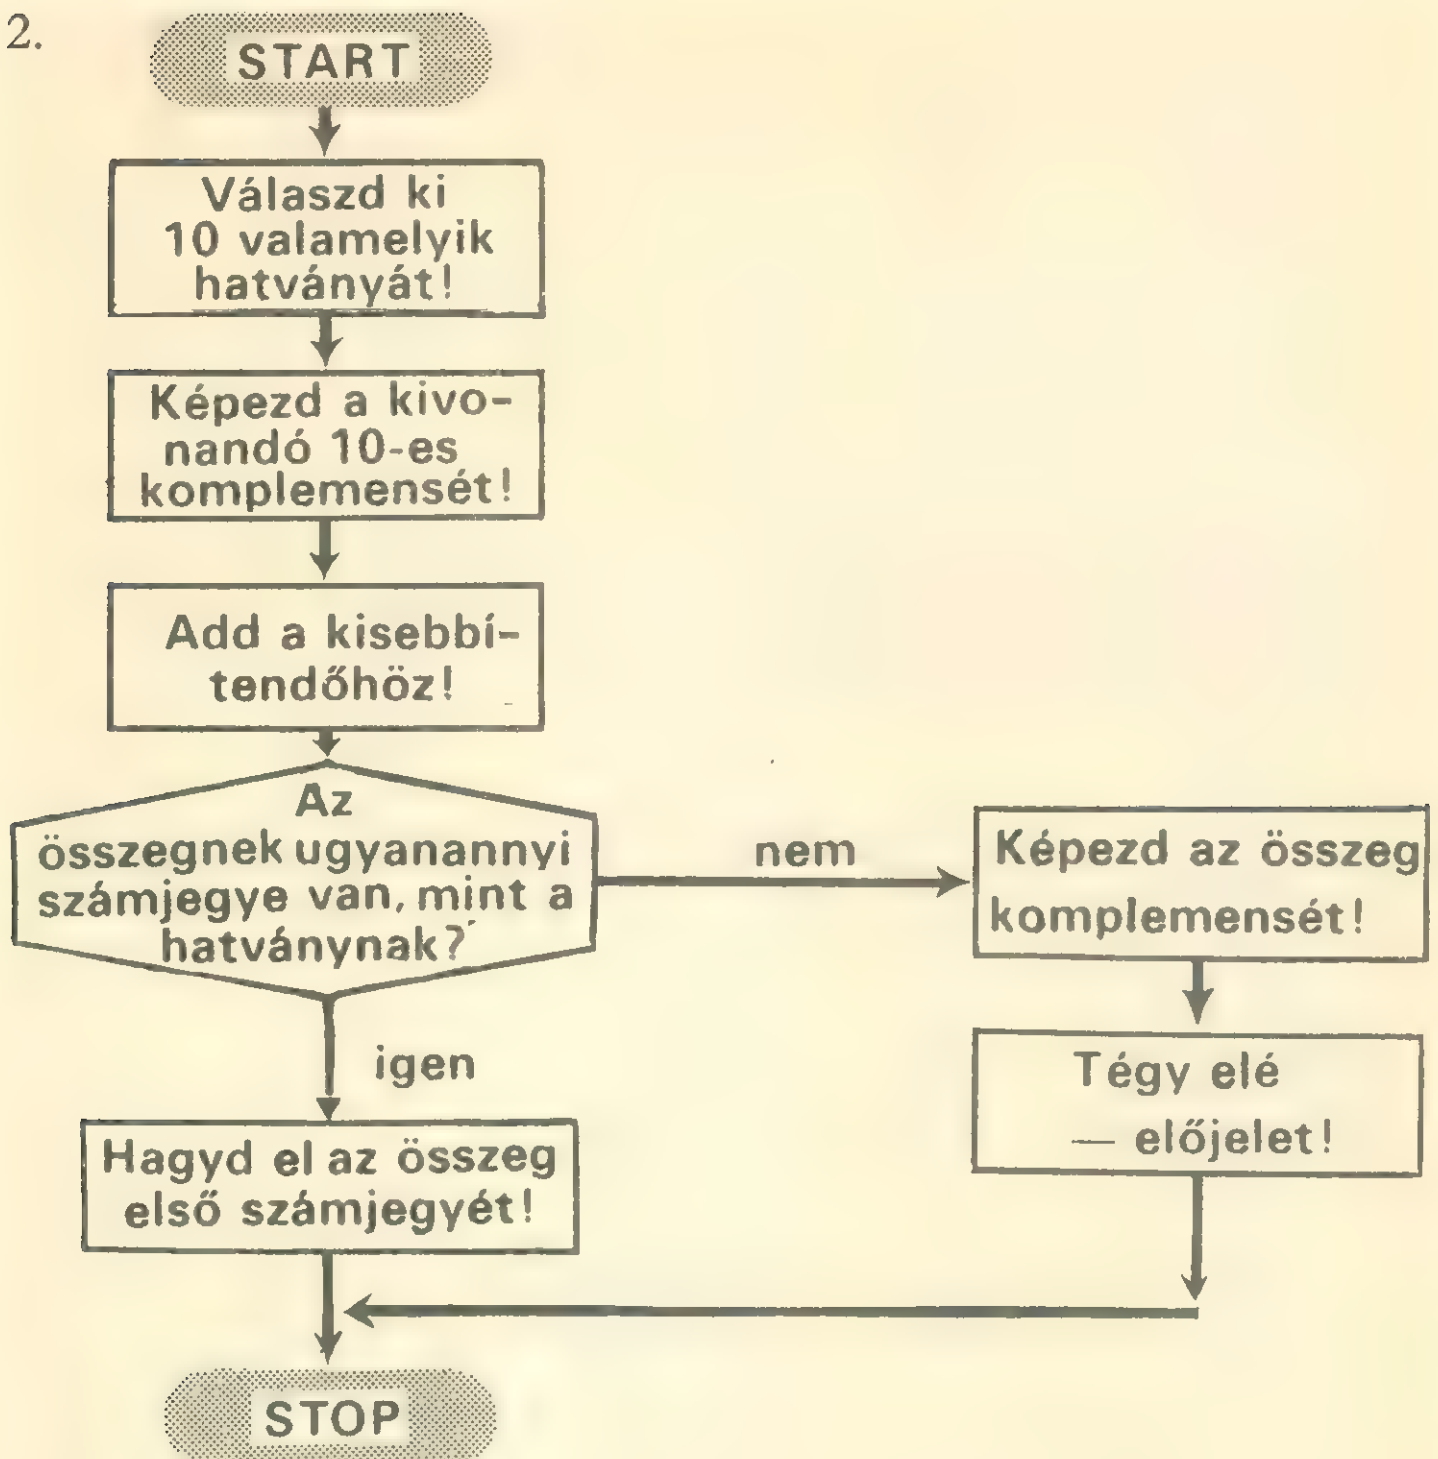 2.
START
Válaszd ki
10 valamelyik
hatványát!
Képezd a kivo-
nandó 10-es
komplemensét!
Add a kisebbí-
tendőhöz!
Az
összegnek ugyanannyi
számjegye van, mint a
hatványnak?
nem
Képezd az összeg
komplemensét!
Tégy elé
— előjelet!
igen
Hagyd el az összeg
első számjegyét!
STOP